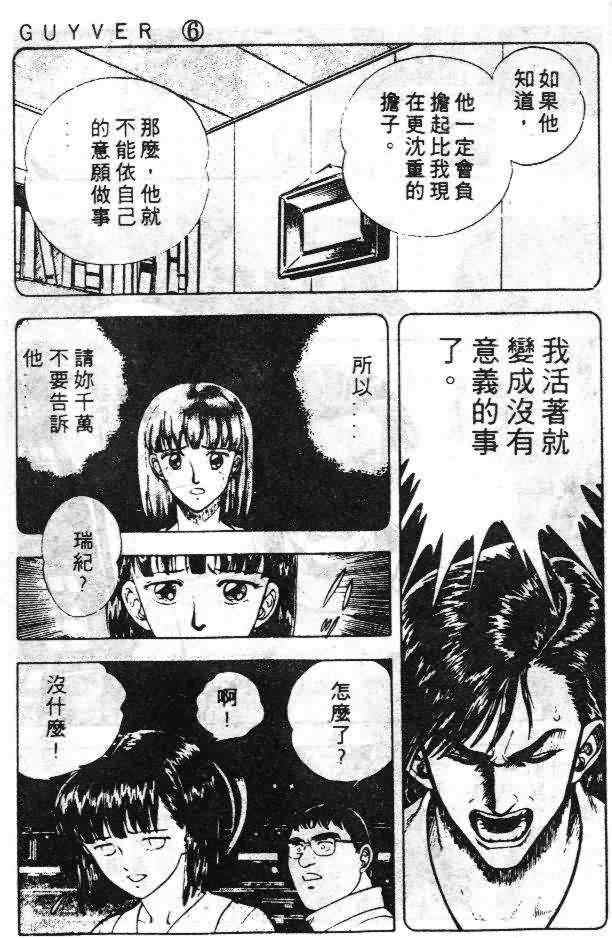 GUYVER ⑥
如果他
知道，
他一定會負
擔起比我現
在更沈重的
擔子。
那麼，他就
不能依自己
的意願做事
⋯⋯
我活著就
變成沒有
意義的事
了。
所以⋯⋯
請妳千萬
不要告訴
他⋯⋯
瑞紀？
怎麼了？
啊！
沒什麼！